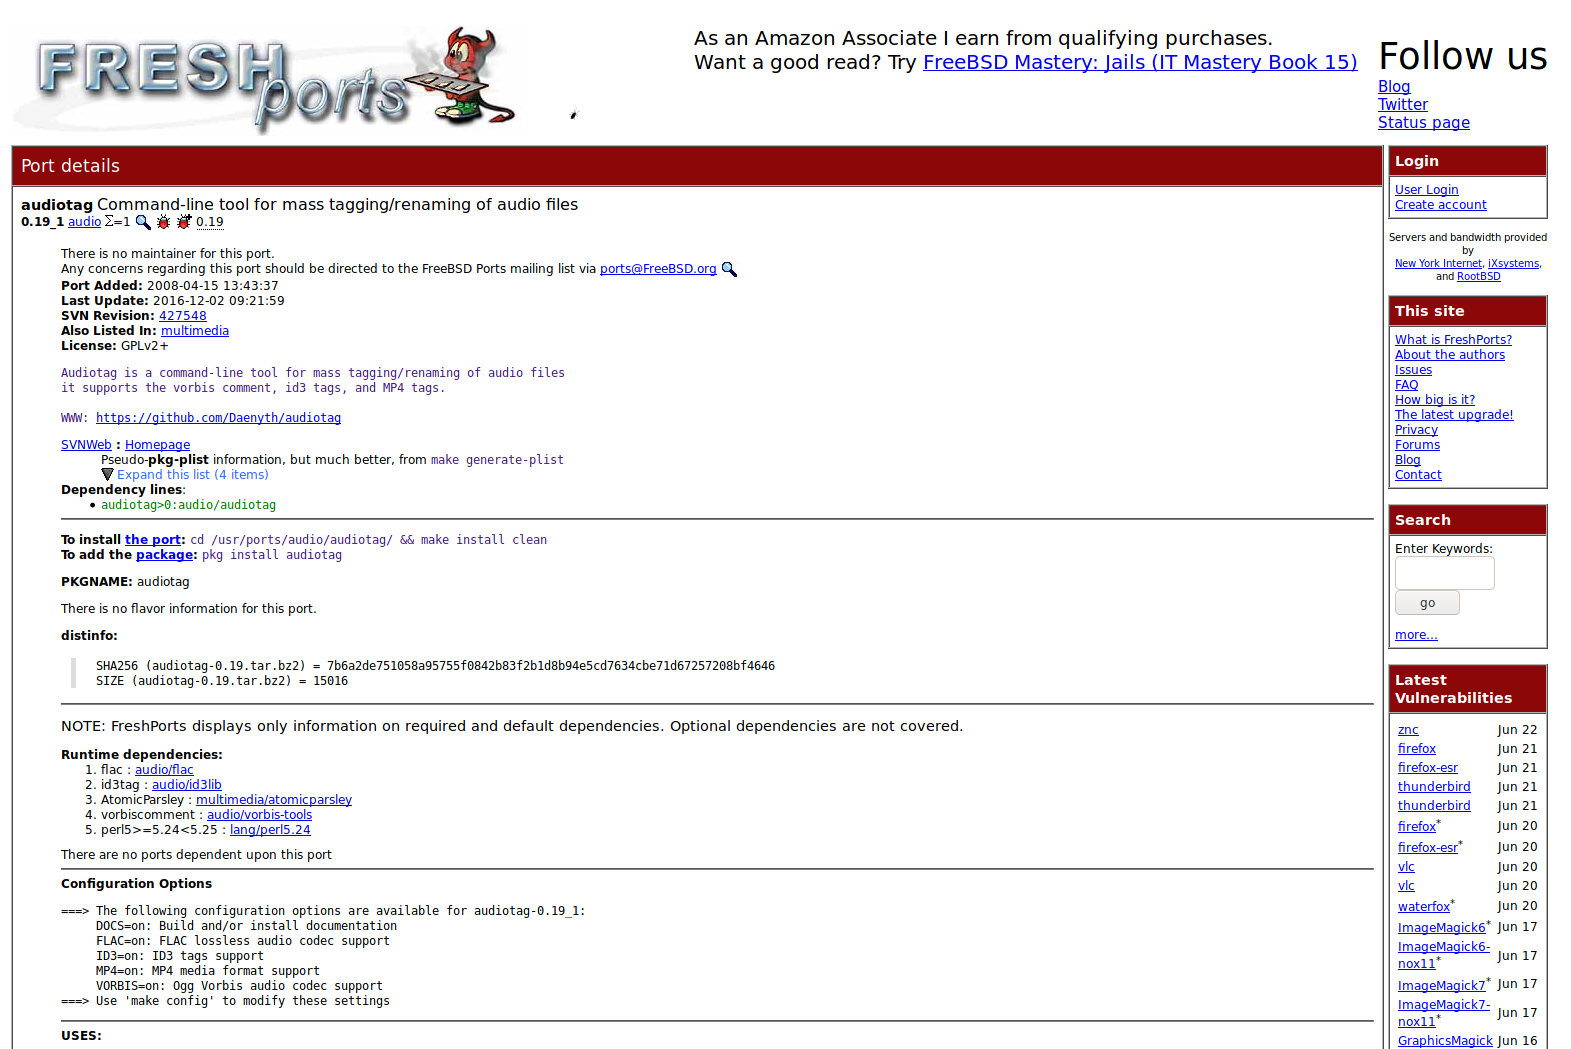 FRESHports
As an Amazon Associate I earn from qualifying purchases.
Want a good read? Try FreeBSD Mastery: Jails (IT Mastery Book 15)
Follow us
Blog
Twitter
Status page
Port details
audiotag Command-line tool for mass tagging/renaming of audio files
0.19_1 audio Σ=1 0.19
There is no maintainer for this port.
Any concerns regarding this port should be directed to the FreeBSD Ports mailing list via ports@FreeBSD.org
Port Added: 2008-04-15 13:43:37
Last Update: 2016-12-02 09:21:59
SVN Revision: 427548
Also Listed In: multimedia
License: GPLv2+
Audiotag is a command-line tool for mass tagging/renaming of audio files
it supports the vorbis comment, id3 tags, and MP4 tags.
WWW: https://github.com/Daenyth/audiotag
SVNWeb : Homepage
Pseudo-pkg-plist information, but much better, from make generate-plist
Expand this list (4 items)
Dependency lines:
• audiotag>0:audio/audiotag
To install the port: cd /usr/ports/audio/audiotag/ && make install clean
To add the package: pkg install audiotag
PKGNAME: audiotag
There is no flavor information for this port.
distinfo:
SHA256 (audiotag-0.19.tar.bz2) = 7b6a2de751058a95755f0842b83f2b1d8b94e5cd7634cbe71d67257208bf4646
SIZE (audiotag-0.19.tar.bz2) = 15016
NOTE: FreshPorts displays only information on required and default dependencies. Optional dependencies are not covered.
Runtime dependencies:
1. flac : audio/flac
2. id3tag : audio/id3lib
3. AtomicParsley : multimedia/atomicparsley
4. vorbiscomment : audio/vorbis-tools
5. perl5>=5.24<5.25 : lang/perl5.24
There are no ports dependent upon this port
Configuration Options
===> The following configuration options are available for audiotag-0.19_1:
DOCS=on: Build and/or install documentation
FLAC=on: FLAC lossless audio codec support
ID3=on: ID3 tags support
MP4=on: MP4 media format support
VORBIS=on: Ogg Vorbis audio codec support
===> Use 'make config' to modify these settings
USES:
Login
User Login
Create account
Servers and bandwidth provided
by
New York Internet, iXsystems,
and RootBSD
This site
What is FreshPorts?
About the authors
Issues
FAQ
How big is it?
The latest upgrade!
Privacy
Forums
Blog
Contact
Search
Enter Keywords:
go
more...
Latest
Vulnerabilities
znc Jun 22
firefox Jun 21
firefox-esr Jun 21
thunderbird Jun 21
thunderbird Jun 21
firefox* Jun 20
firefox-esr* Jun 20
vlc Jun 20
vlc Jun 20
waterfox* Jun 20
ImageMagick6* Jun 17
ImageMagick6-
nox11* Jun 17
ImageMagick7* Jun 17
ImageMagick7-
nox11* Jun 17
GraphicsMagick Jun 16